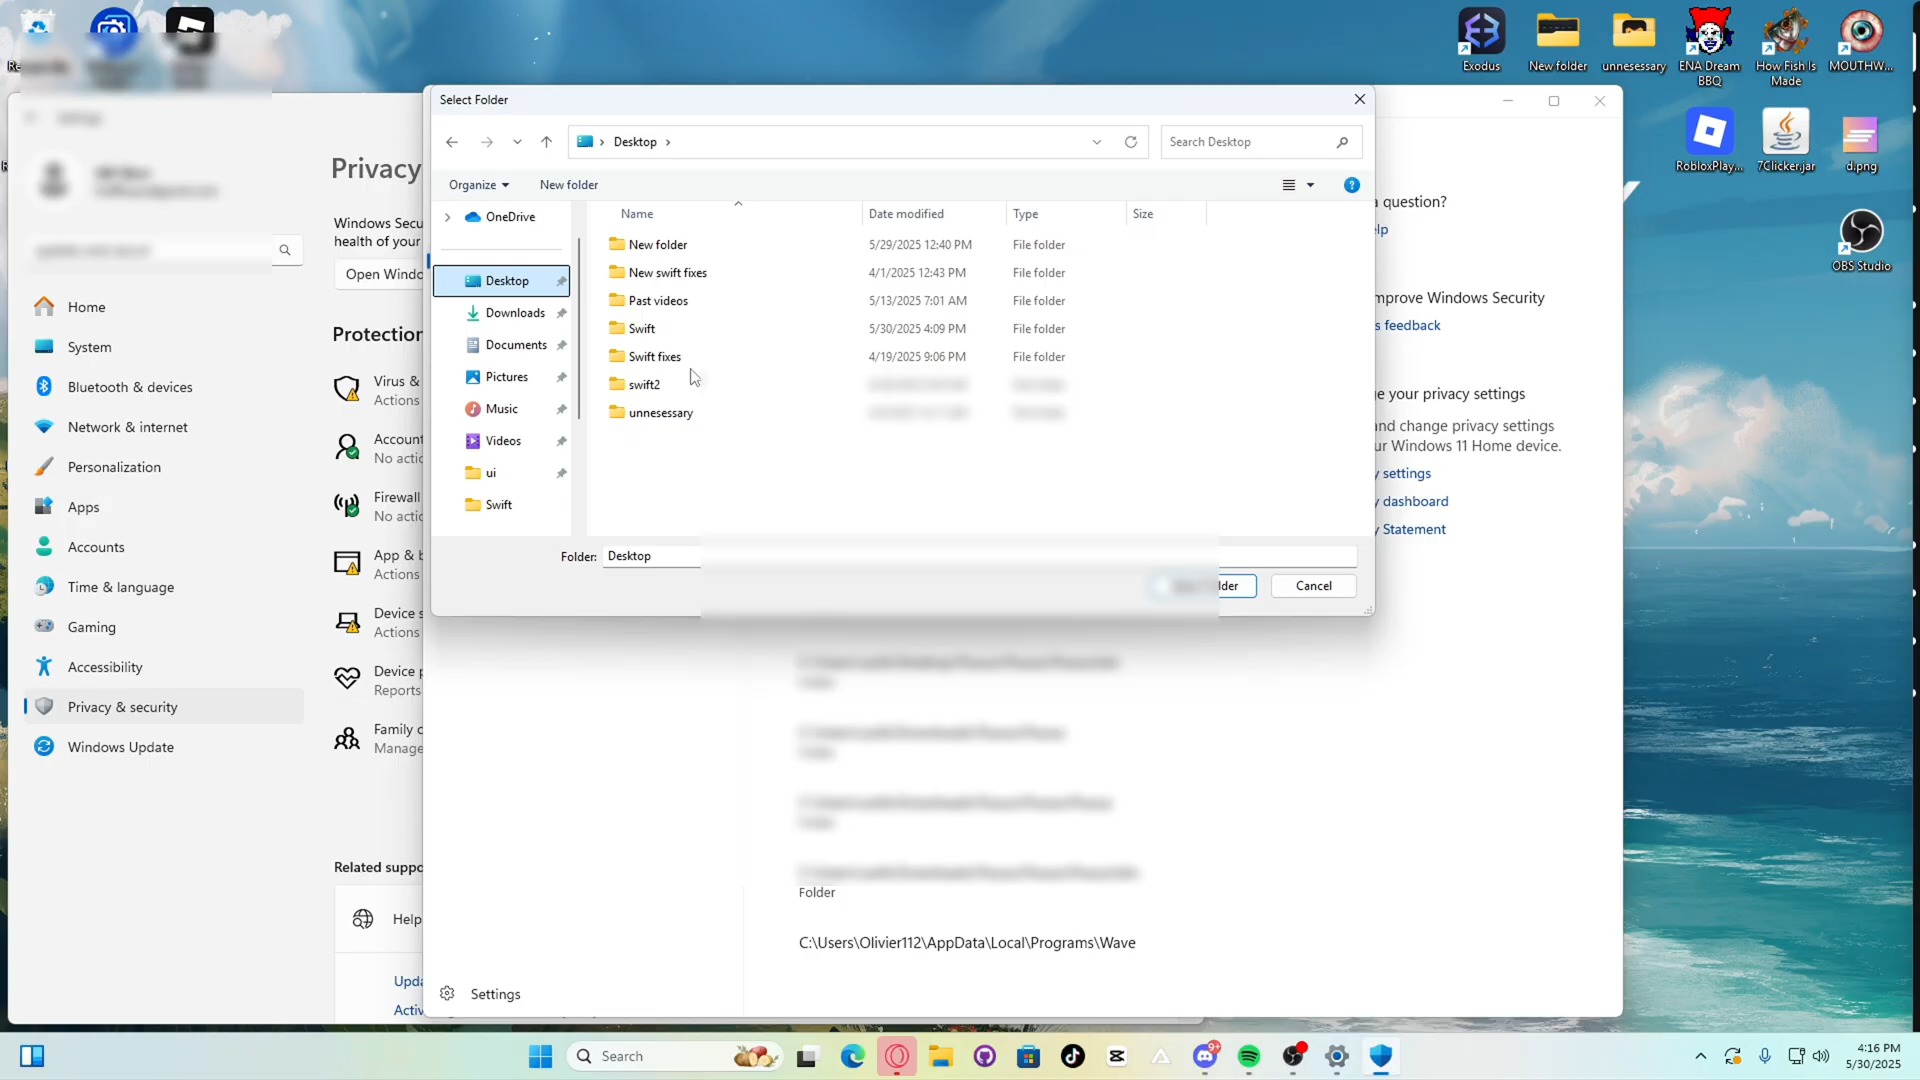 Exodus
New folder
unnesessary
ENA Dream
BBQ
How Fish Is
Made
MOUTHW...
RobloxPlay...
7Clicker.jar
d.png
OBS Studio
Select Folder
Desktop
Search Desktop
Organize
New folder
Name
Date modified
Type
Size
New folder
5/29/2025 12:40 PM
File folder
New swift fixes
4/1/2025 12:43 PM
File folder
Past videos
5/13/2025 7:01 AM
File folder
Swift
5/30/2025 4:09 PM
File folder
Swift fixes
4/19/2025 9:06 PM
File folder
swift2
unnesessary
OneDrive
Desktop
Downloads
Documents
Pictures
Music
Videos
ui
Swift
Folder:
Desktop
lder
Cancel
Home
System
Bluetooth & devices
Network & internet
Personalization
Apps
Accounts
Time & language
Gaming
Accessibility
Privacy & security
Windows Update
Privacy
Windows Secu
health of your
Open Windo
Protection
Virus &
Actions
Account
No actic
Firewall
No actic
App & b
Actions
Device s
Actions
Device p
Reports
Family c
Manage
Related suppo
Help
Upda
Activ
a question?
elp
mprove Windows Security
s feedback
e your privacy settings
and change privacy settings
ur Windows 11 Home device.
y settings
y dashboard
y Statement
Folder
C:\Users\Olivier112\AppData\Local\Programs\Wave
Settings
Search
9+
4:16 PM
5/30/2025